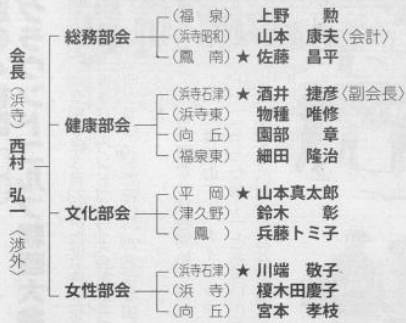 会長（浜寺）西村 弘一〈渉外〉
総務部会
（福 泉） 上野 勲
（浜寺昭和） 山本 康夫〈会計〉
（鳳 南）★ 佐藤 昌平
健康部会
（浜寺石津）★ 酒井 捷彦〈副会長〉
（浜寺東） 物種 唯修
（向 丘） 園部 章
（福泉東） 細田 隆治
文化部会
（平 岡）★ 山本真太郎
（津久野） 鈴木 彰
（ 鳳 ） 兵藤トミ子
女性部会
（浜寺石津）★ 川端 敬子
（浜 寺） 榎木田慶子
（向 丘） 宮本 孝枝